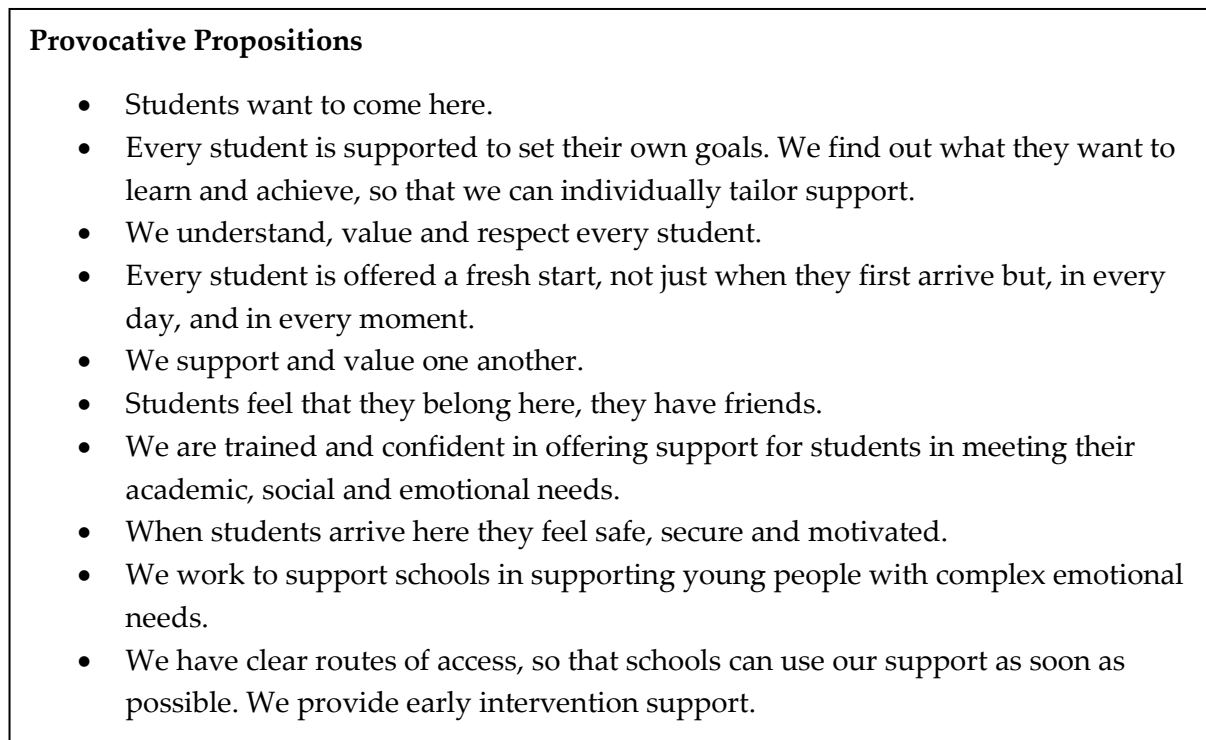 Provocative Propositions
• Students want to come here.
• Every student is supported to set their own goals. We find out what they want to
learn and achieve, so that we can individually tailor support.
• We understand, value and respect every student.
• Every student is offered a fresh start, not just when they first arrive but, in every
day, and in every moment.
• We support and value one another.
• Students feel that they belong here, they have friends.
• We are trained and confident in offering support for students in meeting their
academic, social and emotional needs.
• When students arrive here they feel safe, secure and motivated.
• We work to support schools in supporting young people with complex emotional
needs.
• We have clear routes of access, so that schools can use our support as soon as
possible. We provide early intervention support.